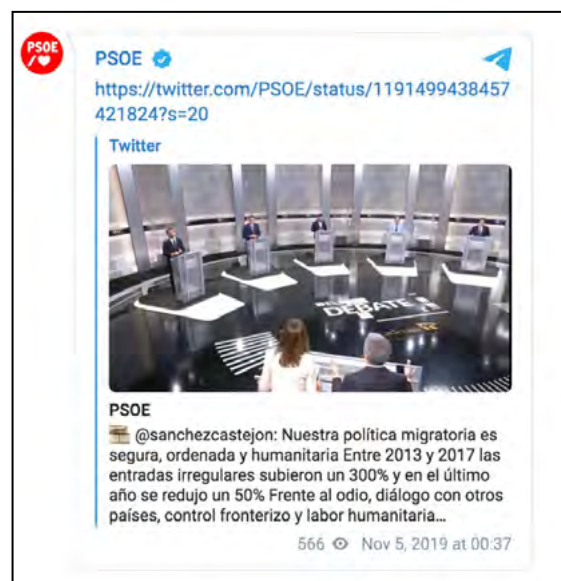 PSOE
PSOE
https://twitter.com/PSOE/status/1191499438457
421824?s=20
Twitter
DEBATE
PSOE
@sanchezcastejon: Nuestra política migratoria es
segura, ordenada y humanitaria Entre 2013 y 2017 las
entradas irregulares subieron un 300% y en el último
año se redujo un 50% Frente al odio, diálogo con otros
países, control fronterizo y labor humanitaria...
566 Nov 5, 2019 at 00:37